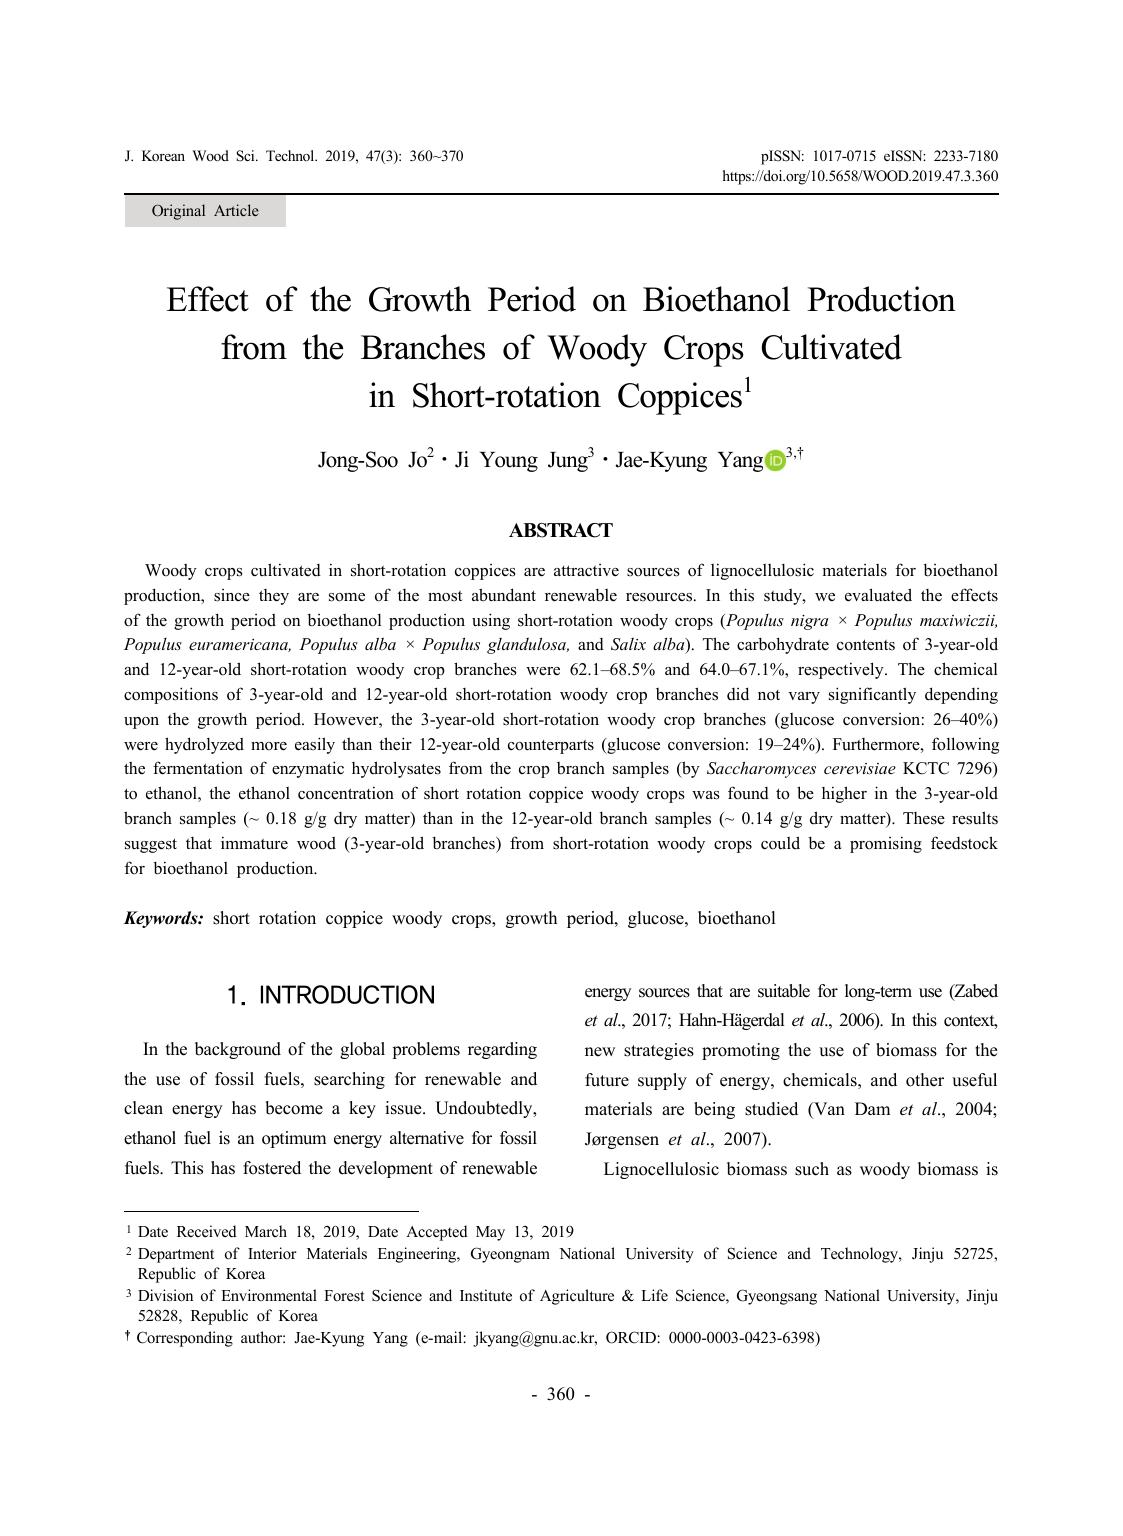 J. Korean Wood Sci. Technol. 2019, 47(3): 360~370
pISSN: 1017-0715 eISSN: 2233-7180
https://doi.org/10.5658/WOOD.2019.47.3.360
Original Article
Effect of the Growth Period on Bioethanol Production
from the Branches of Woody Crops Cultivated
in Short-rotation Coppices1
Jong-Soo Jo2・Ji Young Jung3・Jae-Kyung Yang iD 3,†
ABSTRACT
Woody crops cultivated in short-rotation coppices are attractive sources of lignocellulosic materials for bioethanol
production, since they are some of the most abundant renewable resources. In this study, we evaluated the effects
of the growth period on bioethanol production using short-rotation woody crops (Populus nigra × Populus maxiwiczii,
Populus euramericana, Populus alba × Populus glandulosa, and Salix alba). The carbohydrate contents of 3-year-old
and 12-year-old short-rotation woody crop branches were 62.1–68.5% and 64.0–67.1%, respectively. The chemical
compositions of 3-year-old and 12-year-old short-rotation woody crop branches did not vary significantly depending
upon the growth period. However, the 3-year-old short-rotation woody crop branches (glucose conversion: 26–40%)
were hydrolyzed more easily than their 12-year-old counterparts (glucose conversion: 19–24%). Furthermore, following
the fermentation of enzymatic hydrolysates from the crop branch samples (by Saccharomyces cerevisiae KCTC 7296)
to ethanol, the ethanol concentration of short rotation coppice woody crops was found to be higher in the 3-year-old
branch samples (~ 0.18 g/g dry matter) than in the 12-year-old branch samples (~ 0.14 g/g dry matter). These results
suggest that immature wood (3-year-old branches) from short-rotation woody crops could be a promising feedstock
for bioethanol production.
Keywords: short rotation coppice woody crops, growth period, glucose, bioethanol
1. INTRODUCTION
In the background of the global problems regarding
the use of fossil fuels, searching for renewable and
clean energy has become a key issue. Undoubtedly,
ethanol fuel is an optimum energy alternative for fossil
fuels. This has fostered the development of renewable
energy sources that are suitable for long-term use (Zabed
et al., 2017; Hahn-Hägerdal et al., 2006). In this context,
new strategies promoting the use of biomass for the
future supply of energy, chemicals, and other useful
materials are being studied (Van Dam et al., 2004;
Jørgensen et al., 2007).
Lignocellulosic biomass such as woody biomass is
1 Date Received March 18, 2019, Date Accepted May 13, 2019
2 Department of Interior Materials Engineering, Gyeongnam National University of Science and Technology, Jinju 52725,
Republic of Korea
3 Division of Environmental Forest Science and Institute of Agriculture & Life Science, Gyeongsang National University, Jinju
52828, Republic of Korea
† Corresponding author: Jae-Kyung Yang (e-mail: jkyang@gnu.ac.kr, ORCID: 0000-0003-0423-6398)
- 360 -